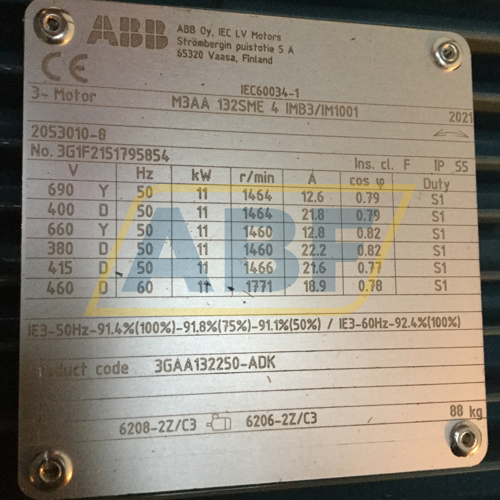 ABB
ABB Oy, IEC LV Motors
Strömbergin puistotie 5 A
65320 Vaasa, Finland
CE
IEC60034-1
3~ Motor M3AA 132SME 4 IMB3/IM1001 2021
2053010-8
No. 3G1F2151795854 Ins. cl. F IP 55
V Hz kW r/min A cos φ Duty
690 Y 50 11 1464 12.6 0.79 S1
400 D 50 11 1464 21.8 0.79 S1
660 Y 50 11 1460 12.8 0.82 S1
380 D 50 11 1460 22.2 0.82 S1
415 D 50 11 1466 21.6 0.77 S1
460 D 60 11 1771 18.9 0.78 S1
ABF
IE3-50Hz-91.4%(100%)-91.8%(75%)-91.1%(50%) / IE3-60Hz-92.4%(100%)
Product code 3GAA132250-ADK
6208-2Z/C3 6206-2Z/C3 88 kg